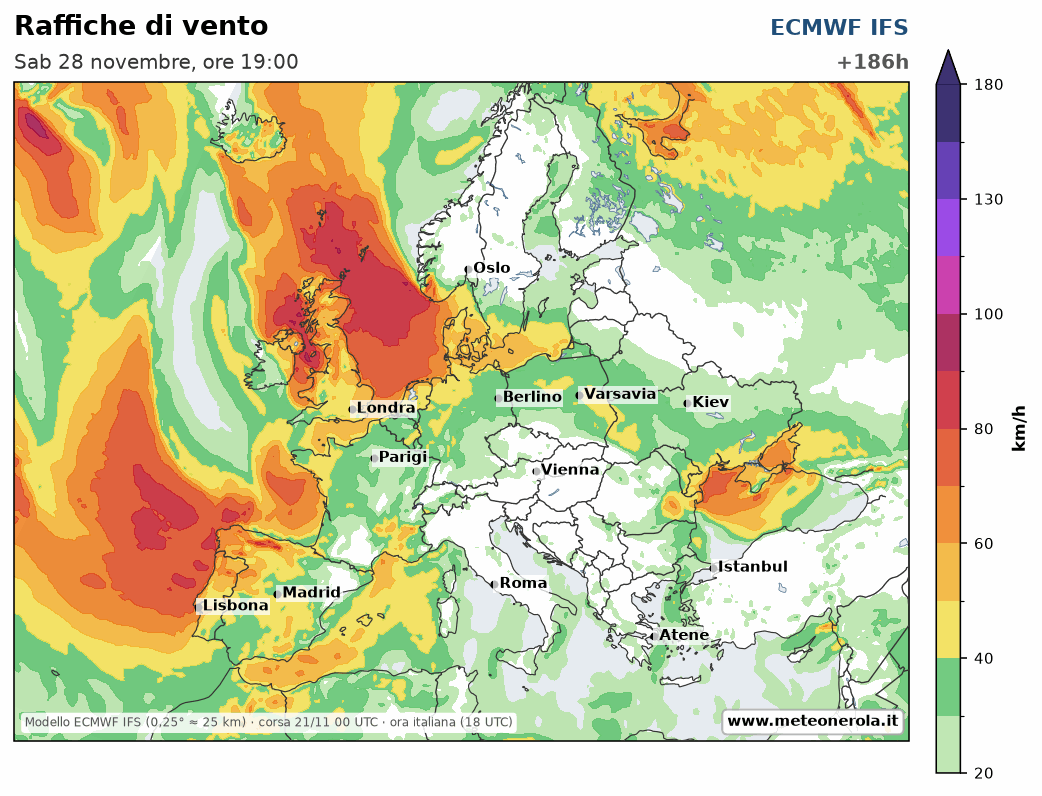 Raffiche di vento
ECMWF IFS
Sab 28 novembre, ore 19:00
+186h
180
130
100
80
60
40
20
km/h
Oslo
Londra
Berlino
Varsavia
Kiev
Parigi
Vienna
Istanbul
Roma
Madrid
Lisbona
Atene
Modello ECMWF IFS (0,25° ≈ 25 km) · corsa 21/11 00 UTC · ora italiana (18 UTC)
www.meteonerola.it